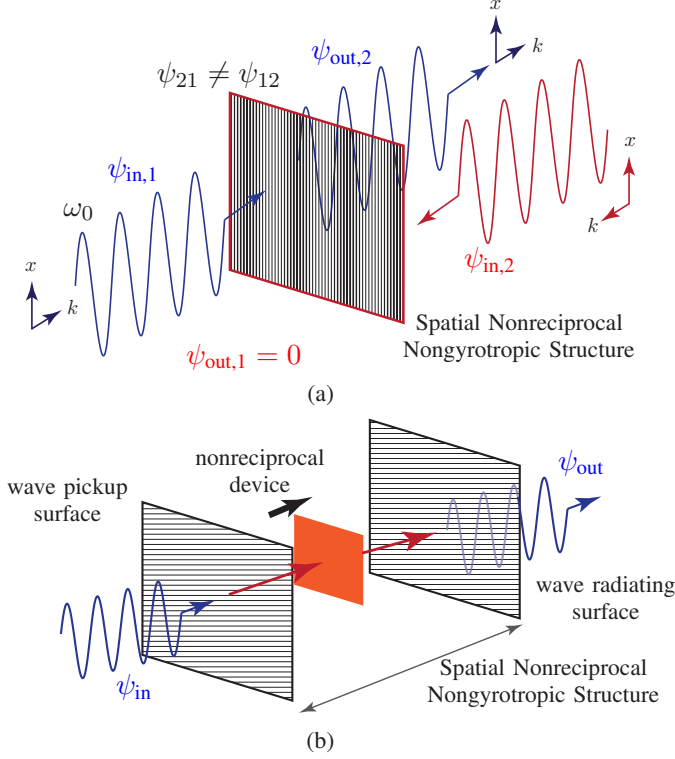 x
k
ψ21 ≠ ψ12
ψout,2
ψin,1
ω0
x
k
x
k
ψin,2
ψout,1 = 0
Spatial Nonreciprocal
Nongyrotropic Structure
(a)
nonreciprocal
device
wave pickup
surface
ψout
wave radiating
surface
ψin
Spatial Nonreciprocal
Nongyrotropic Structure
(b)